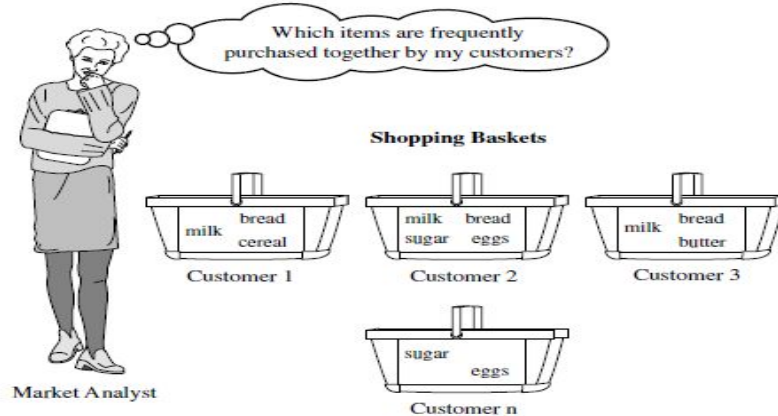 Which items are frequently
purchased together by my customers?
Shopping Baskets
milk bread
cereal
Customer 1
milk bread
sugar eggs
Customer 2
milk bread
butter
Customer 3
sugar
eggs
Customer n
Market Analyst